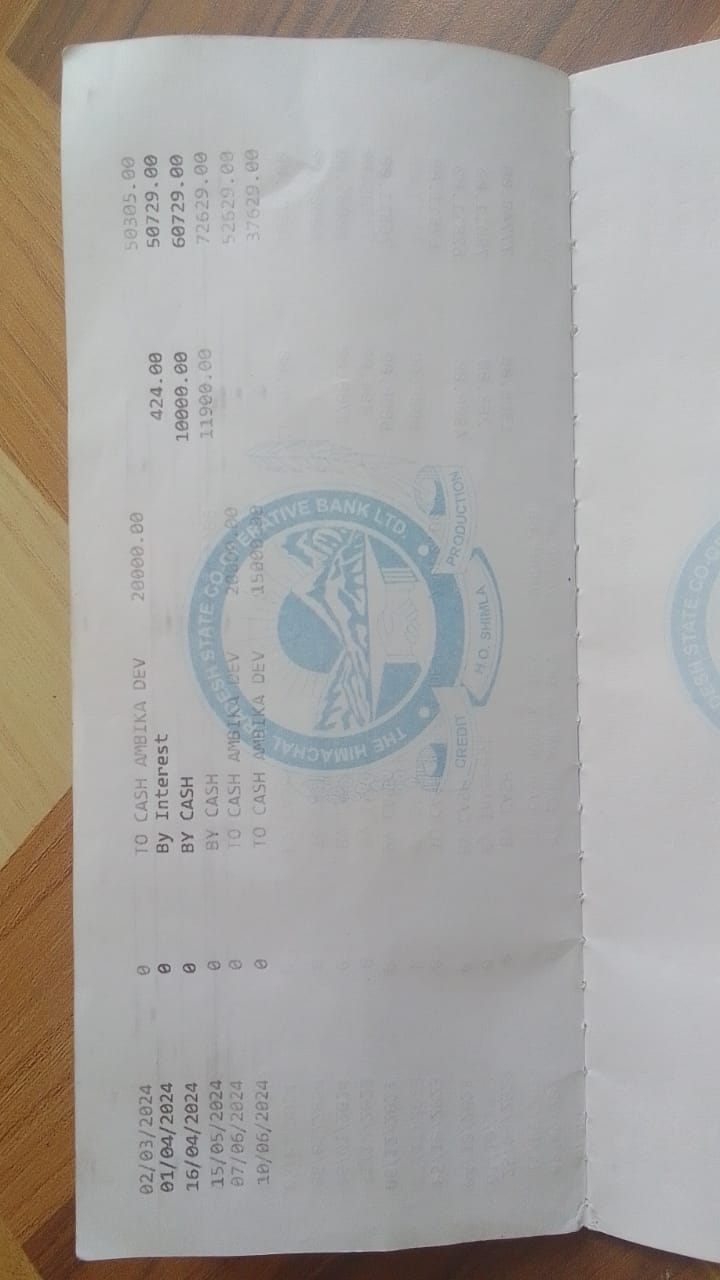 02/03/2024 0 TO CASH AMBIKA DEV 20000.00 50305.00
01/04/2024 0 By Interest 424.00 50729.00
16/04/2024 0 BY CASH 10000.00 60729.00
15/05/2024 0 BY CASH 11900.00 72629.00
07/06/2024 0 TO CASH AMBIKA DEV 20000.00 52629.00
10/06/2024 0 TO CASH AMBIKA DEV 15000.00 37629.00
THE HIMACHAL PRADESH STATE CO.OPERATIVE BANK LTD.
CREDIT H.O. SHIMLA PRODUCTION
ESH STATE CO.O